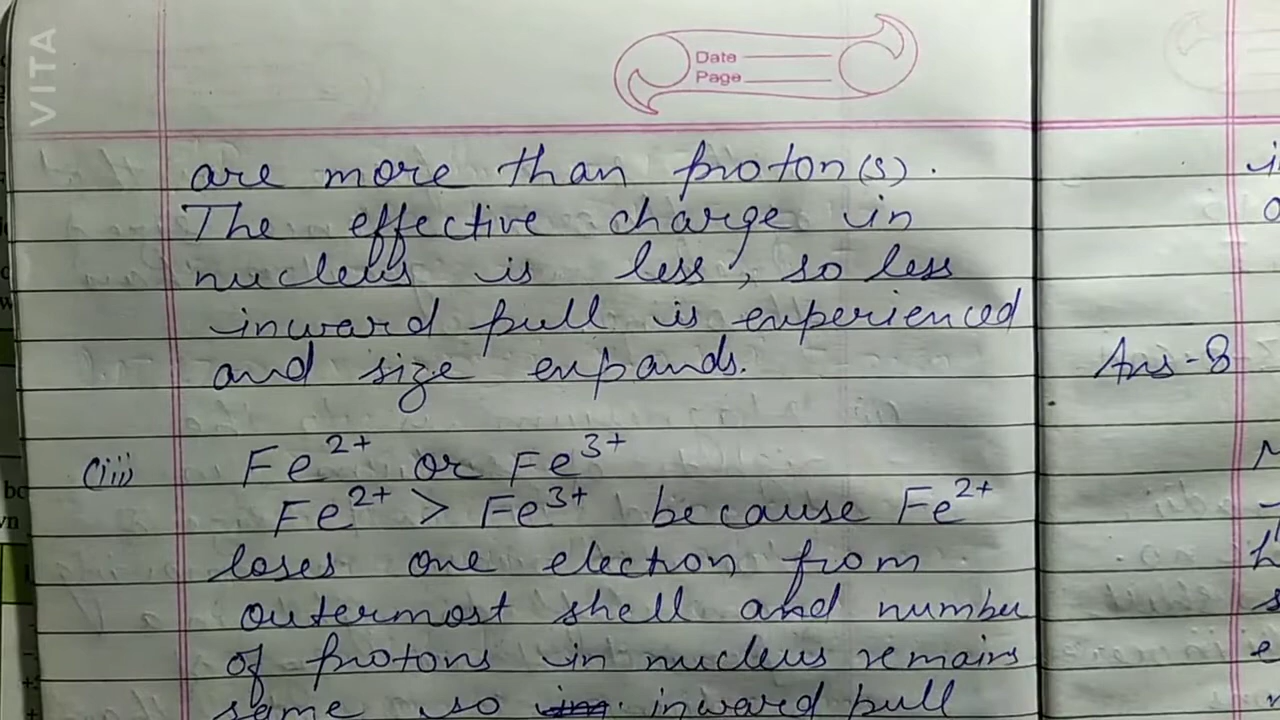 VITA
Date
Page
are more than proton(s).
The effective charge in
nucleus is less, so less
inward pull is experienced
and size expands.
(iii) Fe²⁺ or Fe³⁺
Fe²⁺ > Fe³⁺ because Fe²⁺
loses one election from
outermost shell and number
of protons in nucleus remains
same so inward pull
Ans-8